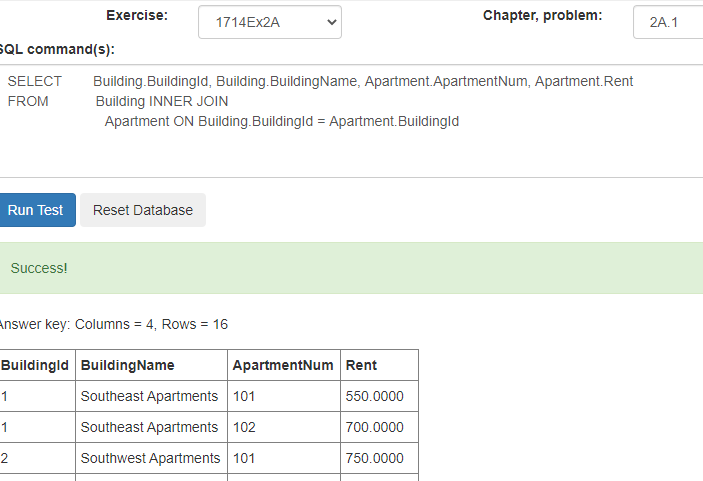 Exercise: 1714Ex2A Chapter, problem: 2A.1
SQL command(s):
SELECT Building.BuildingId, Building.BuildingName, Apartment.ApartmentNum, Apartment.Rent
FROM Building INNER JOIN
Apartment ON Building.BuildingId = Apartment.BuildingId
Run Test Reset Database
Success!
Answer key: Columns = 4, Rows = 16
BuildingId BuildingName ApartmentNum Rent
1 Southeast Apartments 101 550.0000
1 Southeast Apartments 102 700.0000
2 Southwest Apartments 101 750.0000